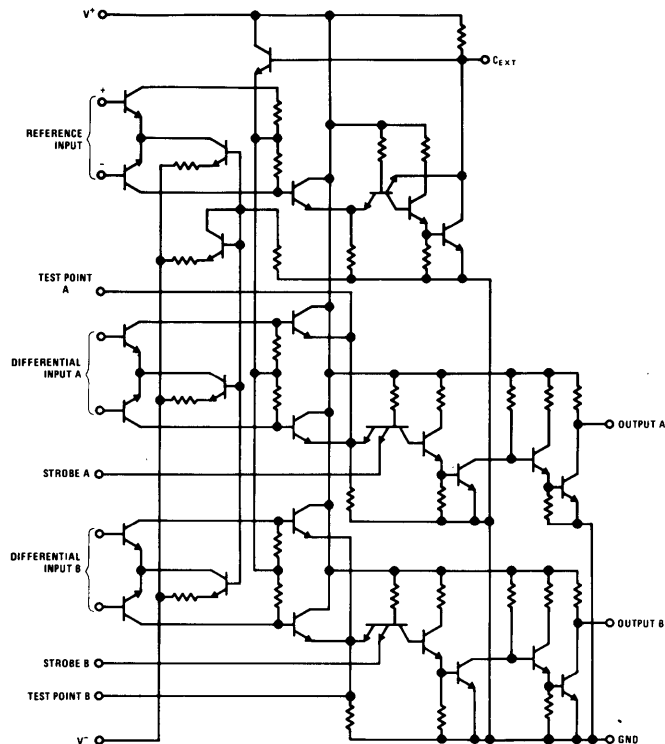 V+
CEXT
+
REFERENCE
INPUT
-
TEST POINT
A
DIFFERENTIAL
INPUT A
OUTPUT A
STROBE A
DIFFERENTIAL
INPUT B
OUTPUT B
STROBE B
TEST POINT B
V-
GND